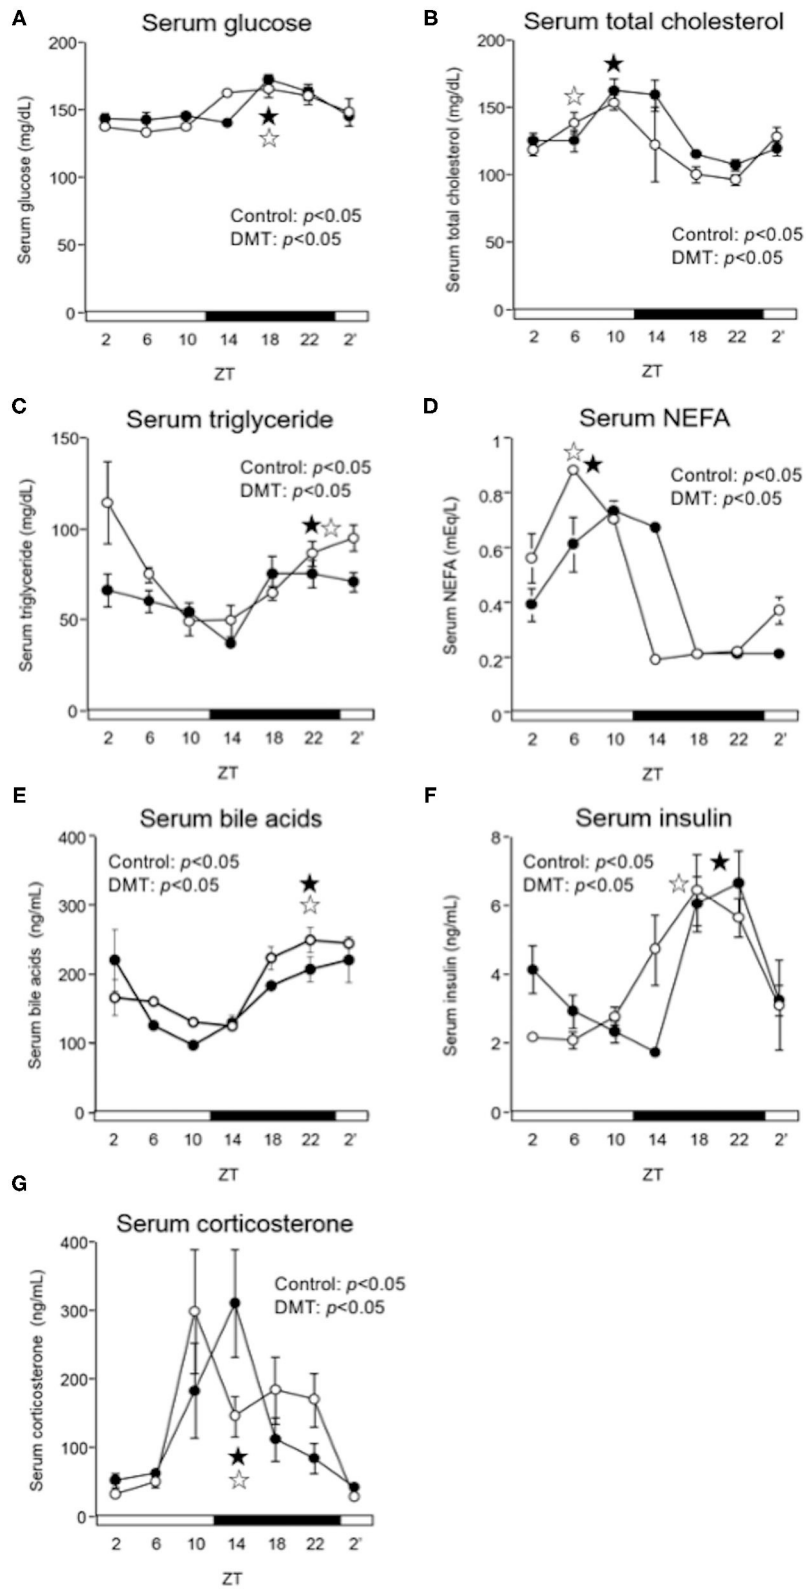 A
Serum glucose
Serum glucose (mg/dL)
200
150
100
50
0
Control: p<0.05
DMT: p<0.05
2 6 10 14 18 22 2'
ZT
B
Serum total cholesterol
Serum total cholesterol (mg/dL)
200
150
100
50
0
Control: p<0.05
DMT: p<0.05
2 6 10 14 18 22 2'
ZT
C
Serum triglyceride
Serum triglyceride (mg/dL)
150
100
50
0
Control: p<0.05
DMT: p<0.05
2 6 10 14 18 22 2'
ZT
D
Serum NEFA
Serum NEFA (mEq/L)
1
0.8
0.6
0.4
0.2
0
Control: p<0.05
DMT: p<0.05
2 6 10 14 18 22 2'
ZT
E
Serum bile acids
Serum bile acids (ng/mL)
400
300
200
100
0
Control: p<0.05
DMT: p<0.05
2 6 10 14 18 22 2'
ZT
F
Serum insulin
Serum insulin (ng/mL)
8
6
4
2
0
Control: p<0.05
DMT: p<0.05
2 6 10 14 18 22 2'
ZT
G
Serum corticosterone
Serum corticosterone (ng/mL)
400
300
200
100
0
Control: p<0.05
DMT: p<0.05
2 6 10 14 18 22 2'
ZT